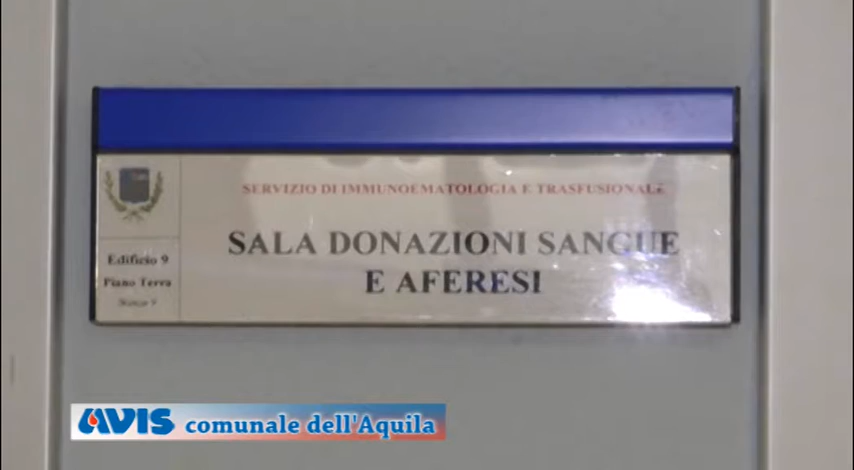 SERVIZIO DI IMMUNOEMATOLOGIA E TRASFUSIONALE
SALA DONAZIONI SANGUE
E AFERESI
Edificio 9
Piano Terra
AVIS comunale dell'Aquila